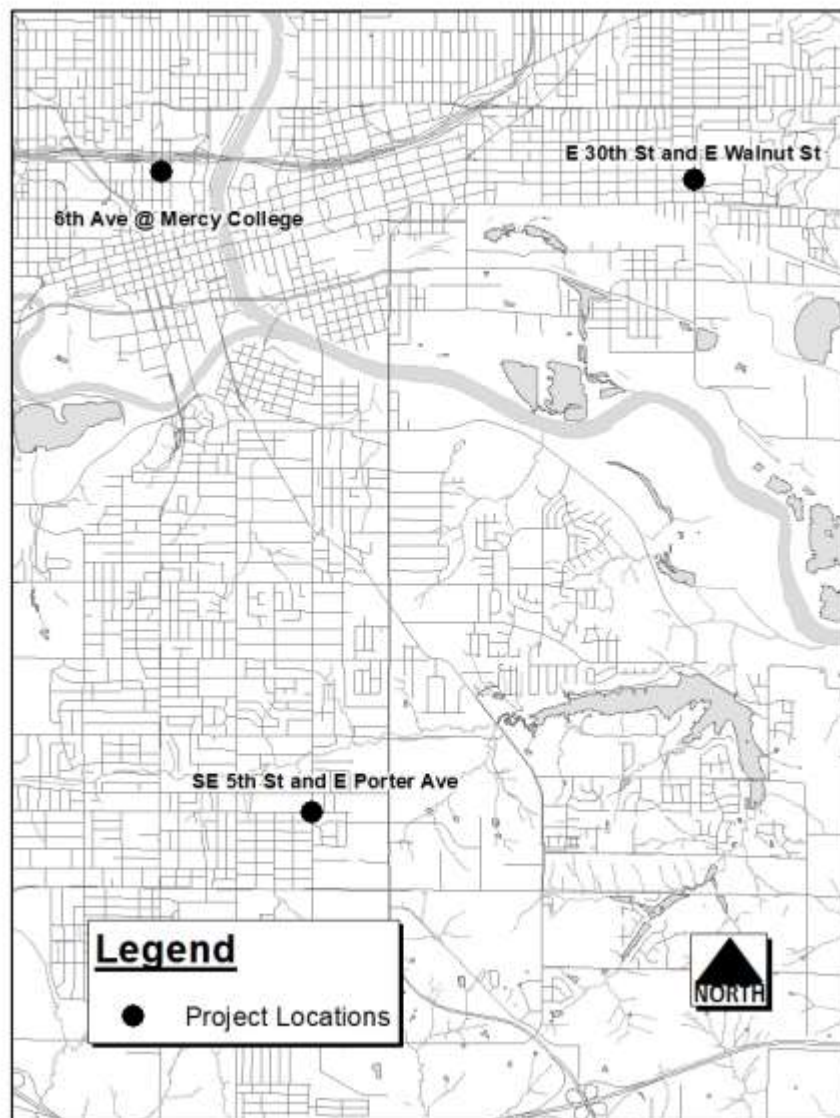 E 30th St and E Walnut St
6th Ave @ Mercy College
SE 5th St and E Porter Ave
Legend
Project Locations
NORTH